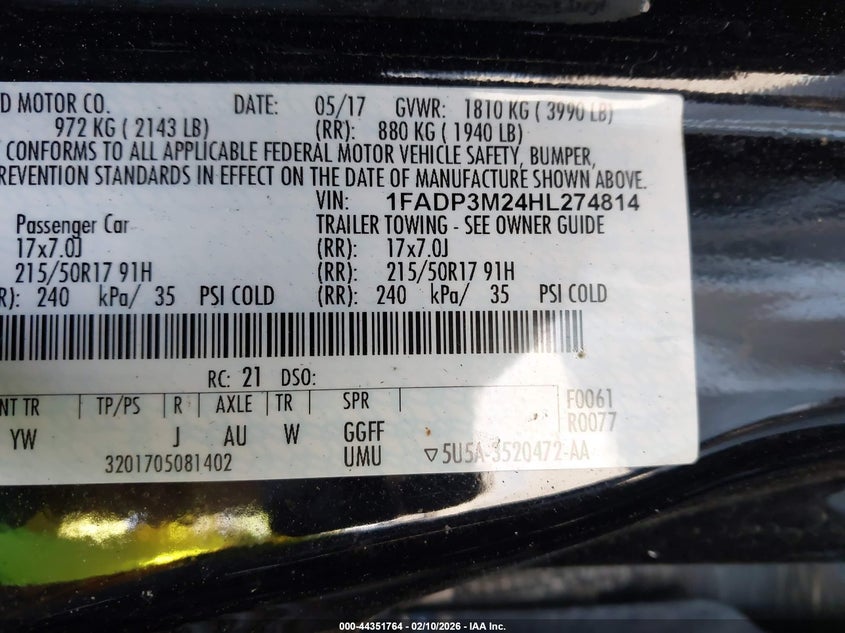 D MOTOR CO. DATE: 05/17 GVWR: 1810 KG ( 3990 LB)
972 KG ( 2143 LB) (RR): 880 KG ( 1940 LB)
CONFORMS TO ALL APPLICABLE FEDERAL MOTOR VEHICLE SAFETY, BUMPER,
REVENTION STANDARDS IN EFFECT ON THE DATE OF MANUFACTURE SHOWN ABOVE.
VIN: 1FADP3M24HL274814
Passenger Car TRAILER TOWING - SEE OWNER GUIDE
17x7.0J (RR): 17x7.0J
215/50R17 91H (RR): 215/50R17 91H
R): 240 kPa/ 35 PSI COLD (RR): 240 kPa/ 35 PSI COLD
RC: 21 DSO:
NT TR TP/PS R AXLE TR SPR F0061
YW J AU W GGFF R0077
3201705081402 UMU ▽5U5A-3520472-AA
000-44351764 - 02/10/2026 - IAA Inc.